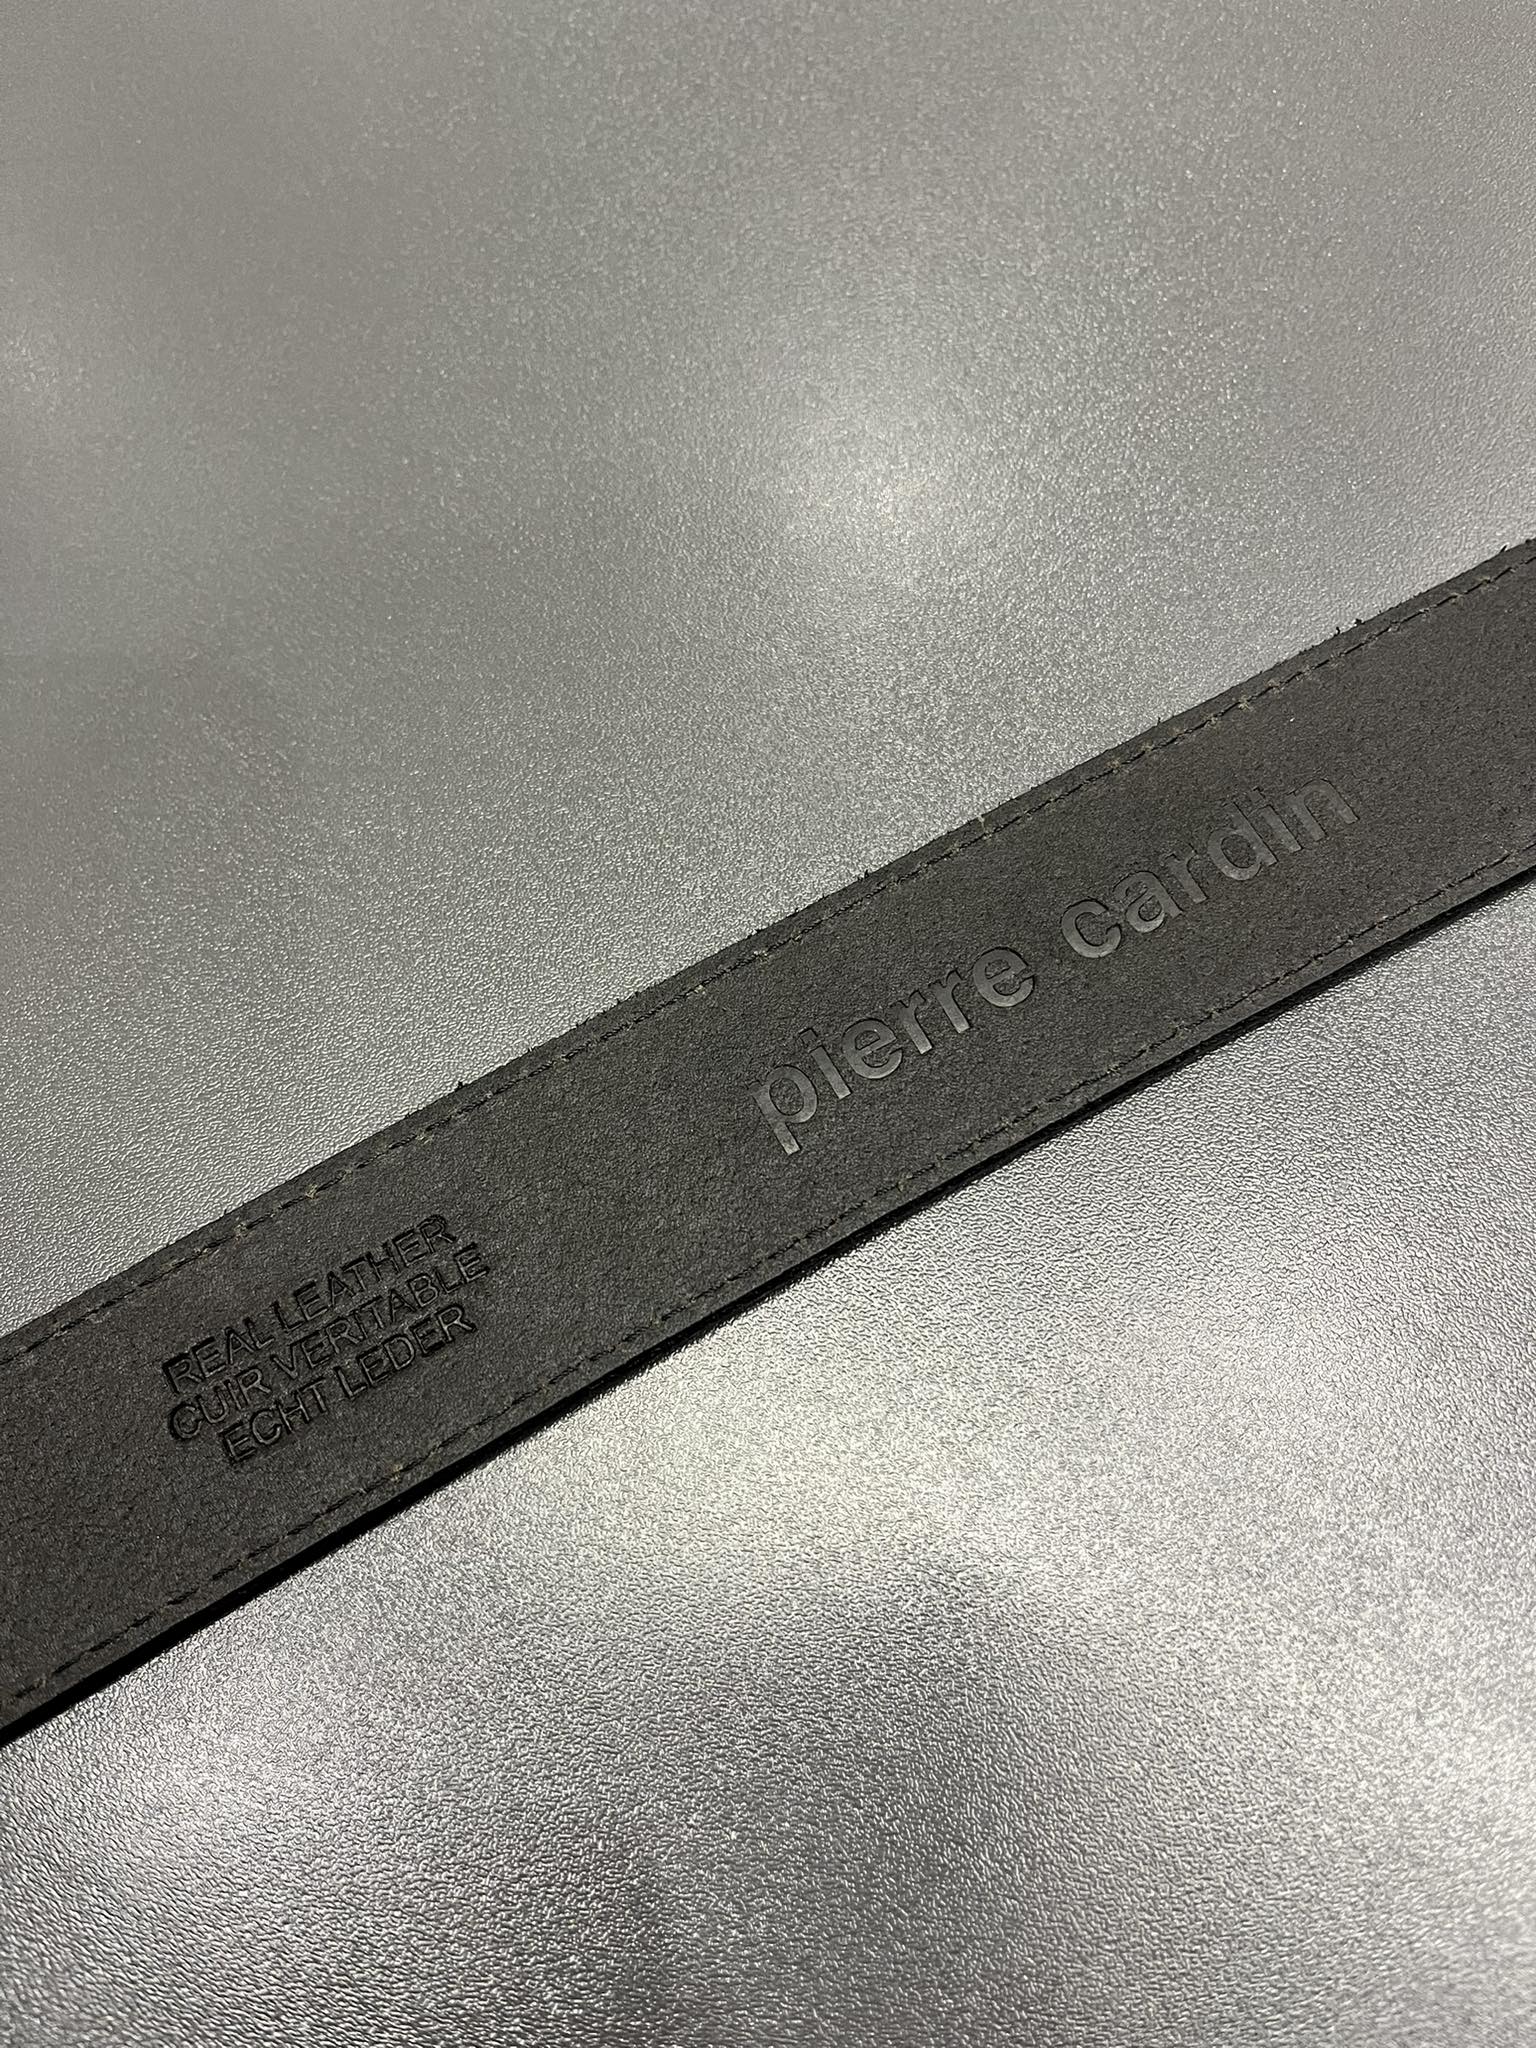 pierre cardin
REAL LEATHER
CUIR VERITABLE
ECHT LEDER